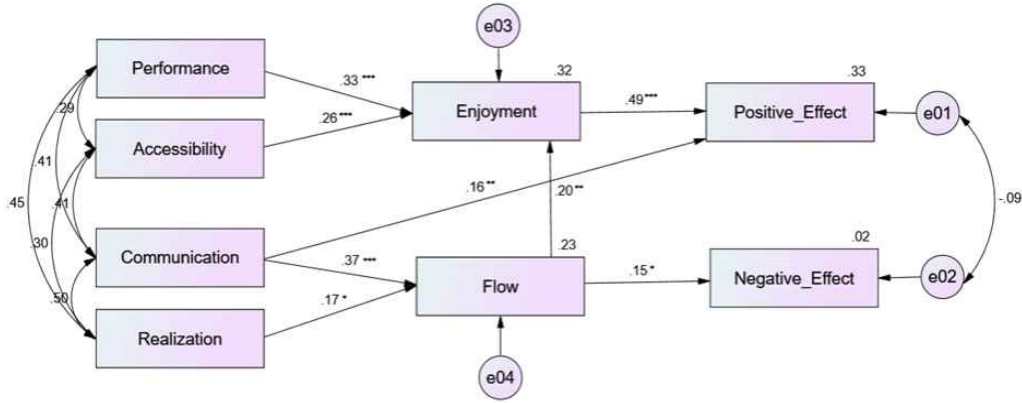 e03
Performance
.33 ***
.32
Enjoyment
.49 ***
.33
Positive_Effect
e01
.29
.26 ***
Accessibility
.41
.45
.41
.30
.16 **
.20 **
-.09
Communication
.37 ***
.23
Flow
.15 *
.02
Negative_Effect
e02
.50
.17 *
Realization
e04